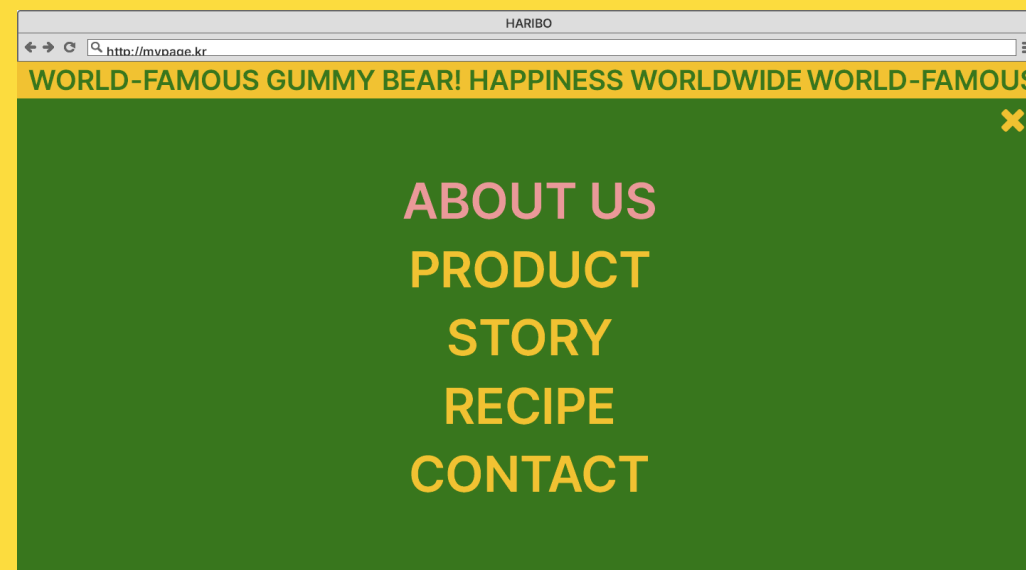 HARIBO
http://mypage.kr
WORLD-FAMOUS GUMMY BEAR! HAPPINESS WORLDWIDE WORLD-FAMOUS
ABOUT US
PRODUCT
STORY
RECIPE
CONTACT